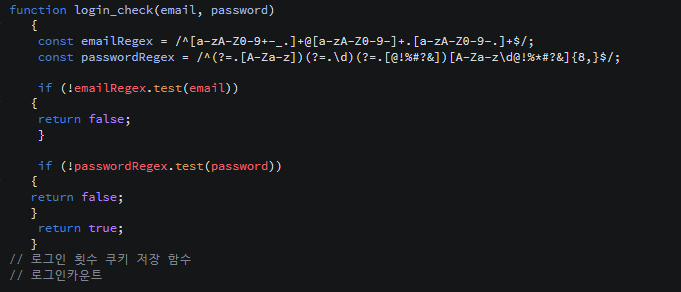 function login_check(email, password)
{
const emailRegex = /^[a-zA-Z0-9+-_.]+@[a-zA-Z0-9-]+.[a-zA-Z0-9-.]+$/;
const passwordRegex = /^(?=.[A-Za-z])(?=.\d)(?=.[@!%#?&])[A-Za-z\d@!%*#?&]{8,}$/;
if (!emailRegex.test(email))
{
return false;
}
if (!passwordRegex.test(password))
{
return false;
}
return true;
}
// 로그인 횟수 쿠키 저장 함수
// 로그인카운트